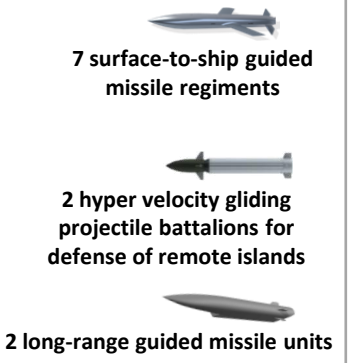 7 surface-to-ship guided
missile regiments
2 hyper velocity gliding
projectile battalions for
defense of remote islands
2 long-range guided missile units